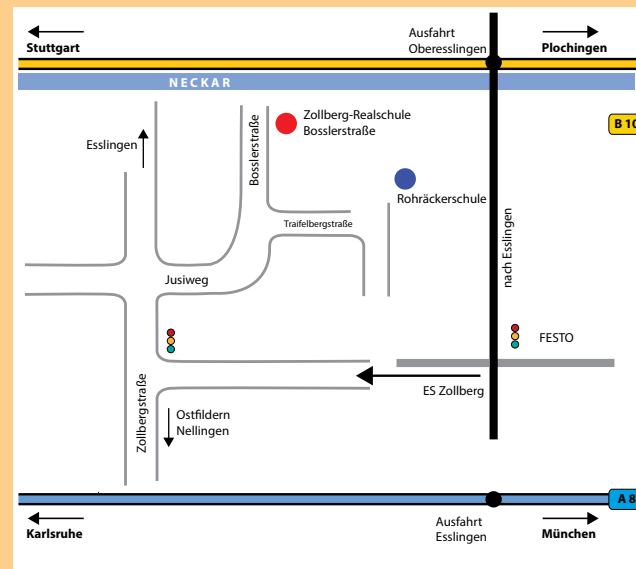 Stuttgart
Ausfahrt
Oberesslingen
Plochingen
NECKAR
Zollberg-Realschule
Bosslerstraße
B 10
Esslingen
Bosslerstraße
Rohräckerschule
Traifelbergstraße
nach Esslingen
Jusiweg
FESTO
Zollbergstraße
ES Zollberg
Ostfildern
Nellingen
A 8
Karlsruhe
Ausfahrt
Esslingen
München